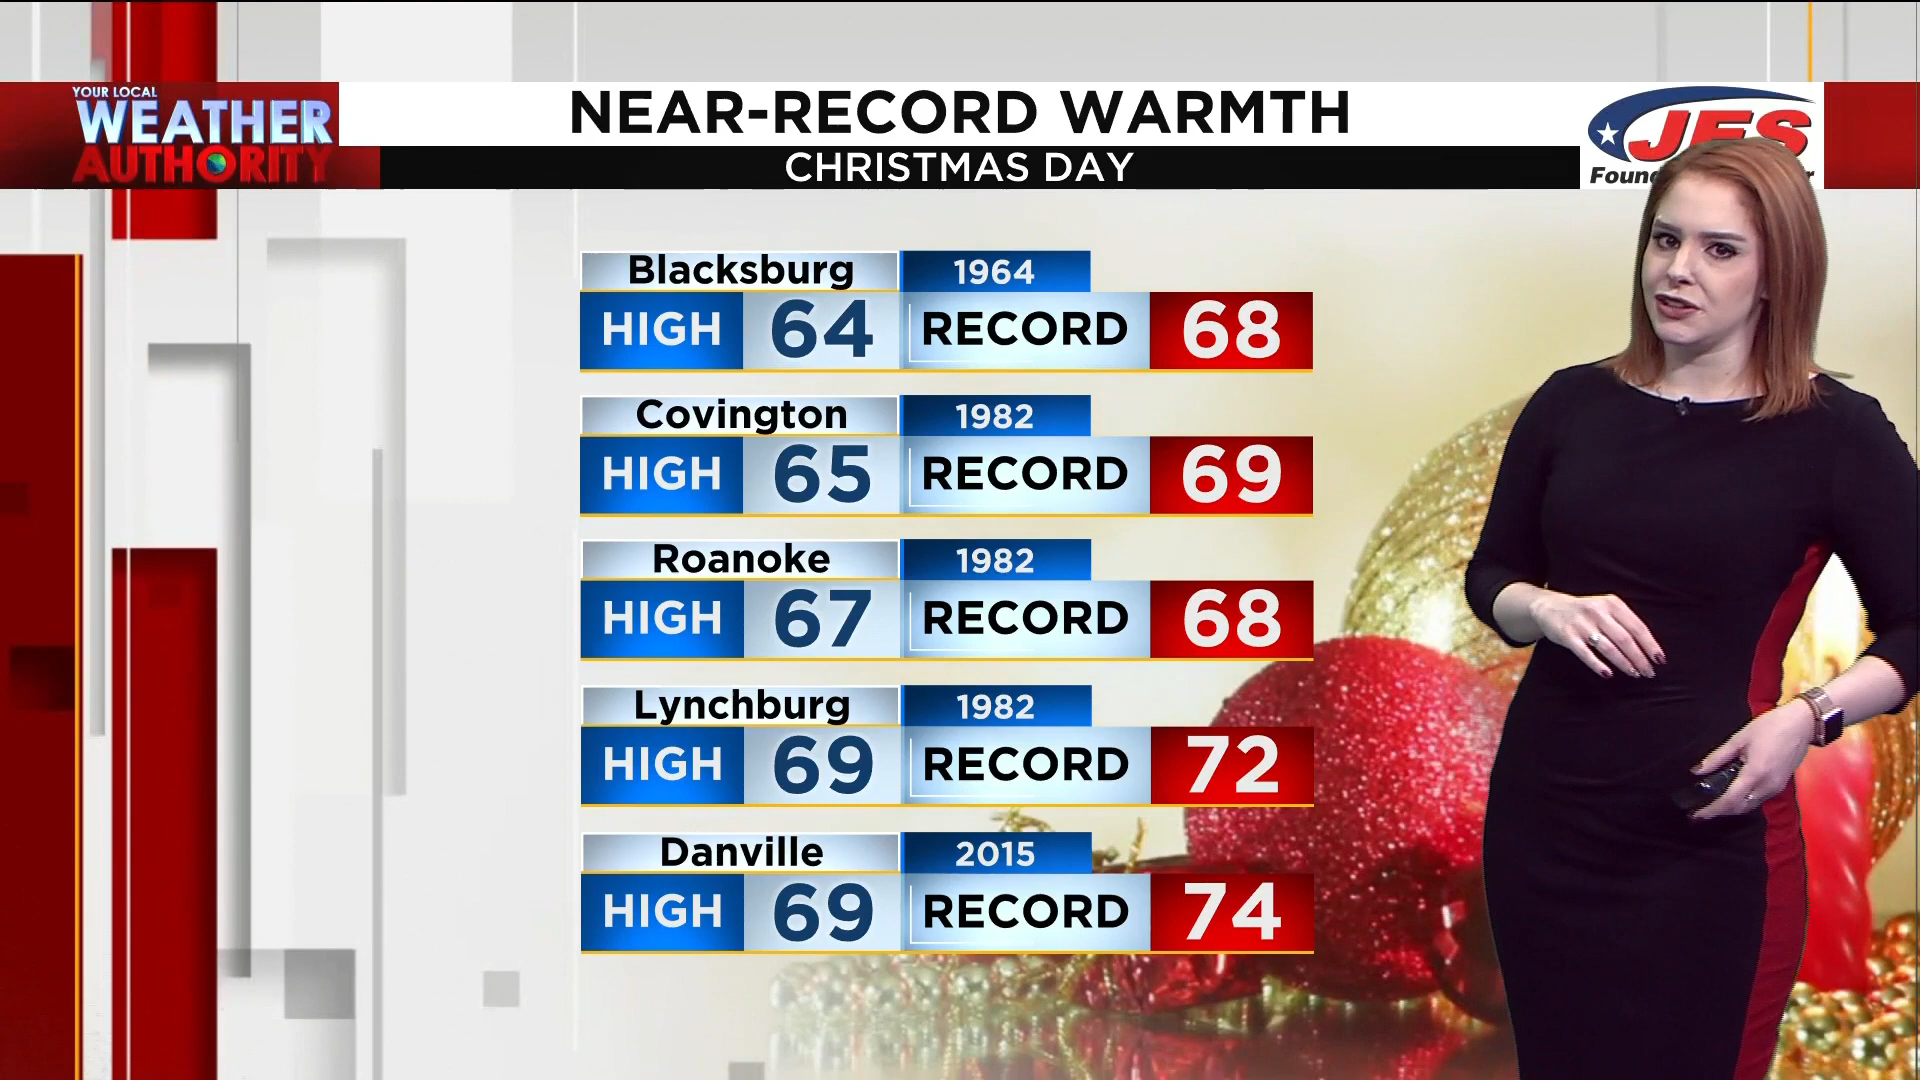 YOUR LOCAL
WEATHER
AUTHORITY
NEAR-RECORD WARMTH
CHRISTMAS DAY
JES
Blacksburg 1964
HIGH 64 RECORD 68
Covington 1982
HIGH 65 RECORD 69
Roanoke 1982
HIGH 67 RECORD 68
Lynchburg 1982
HIGH 69 RECORD 72
Danville 2015
HIGH 69 RECORD 74